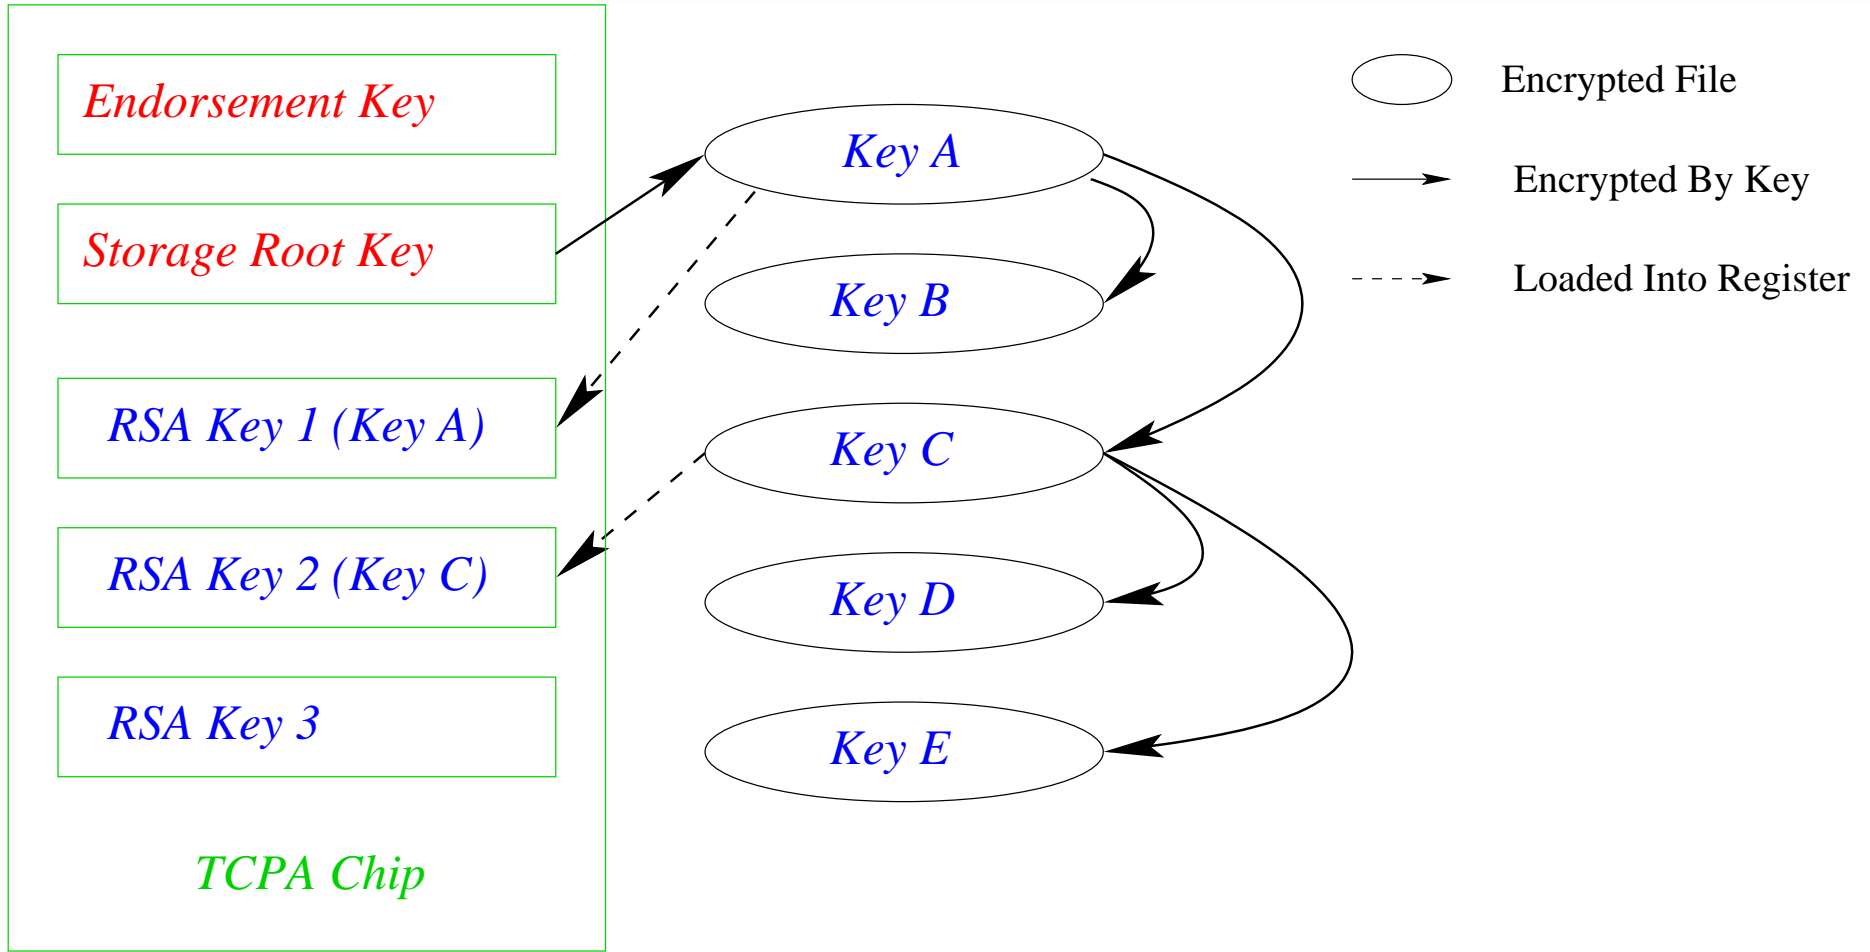 Endorsement Key
Storage Root Key
RSA Key 1 (Key A)
RSA Key 2 (Key C)
RSA Key 3
TCPA Chip
Key A
Key B
Key C
Key D
Key E
Encrypted File
Encrypted By Key
Loaded Into Register